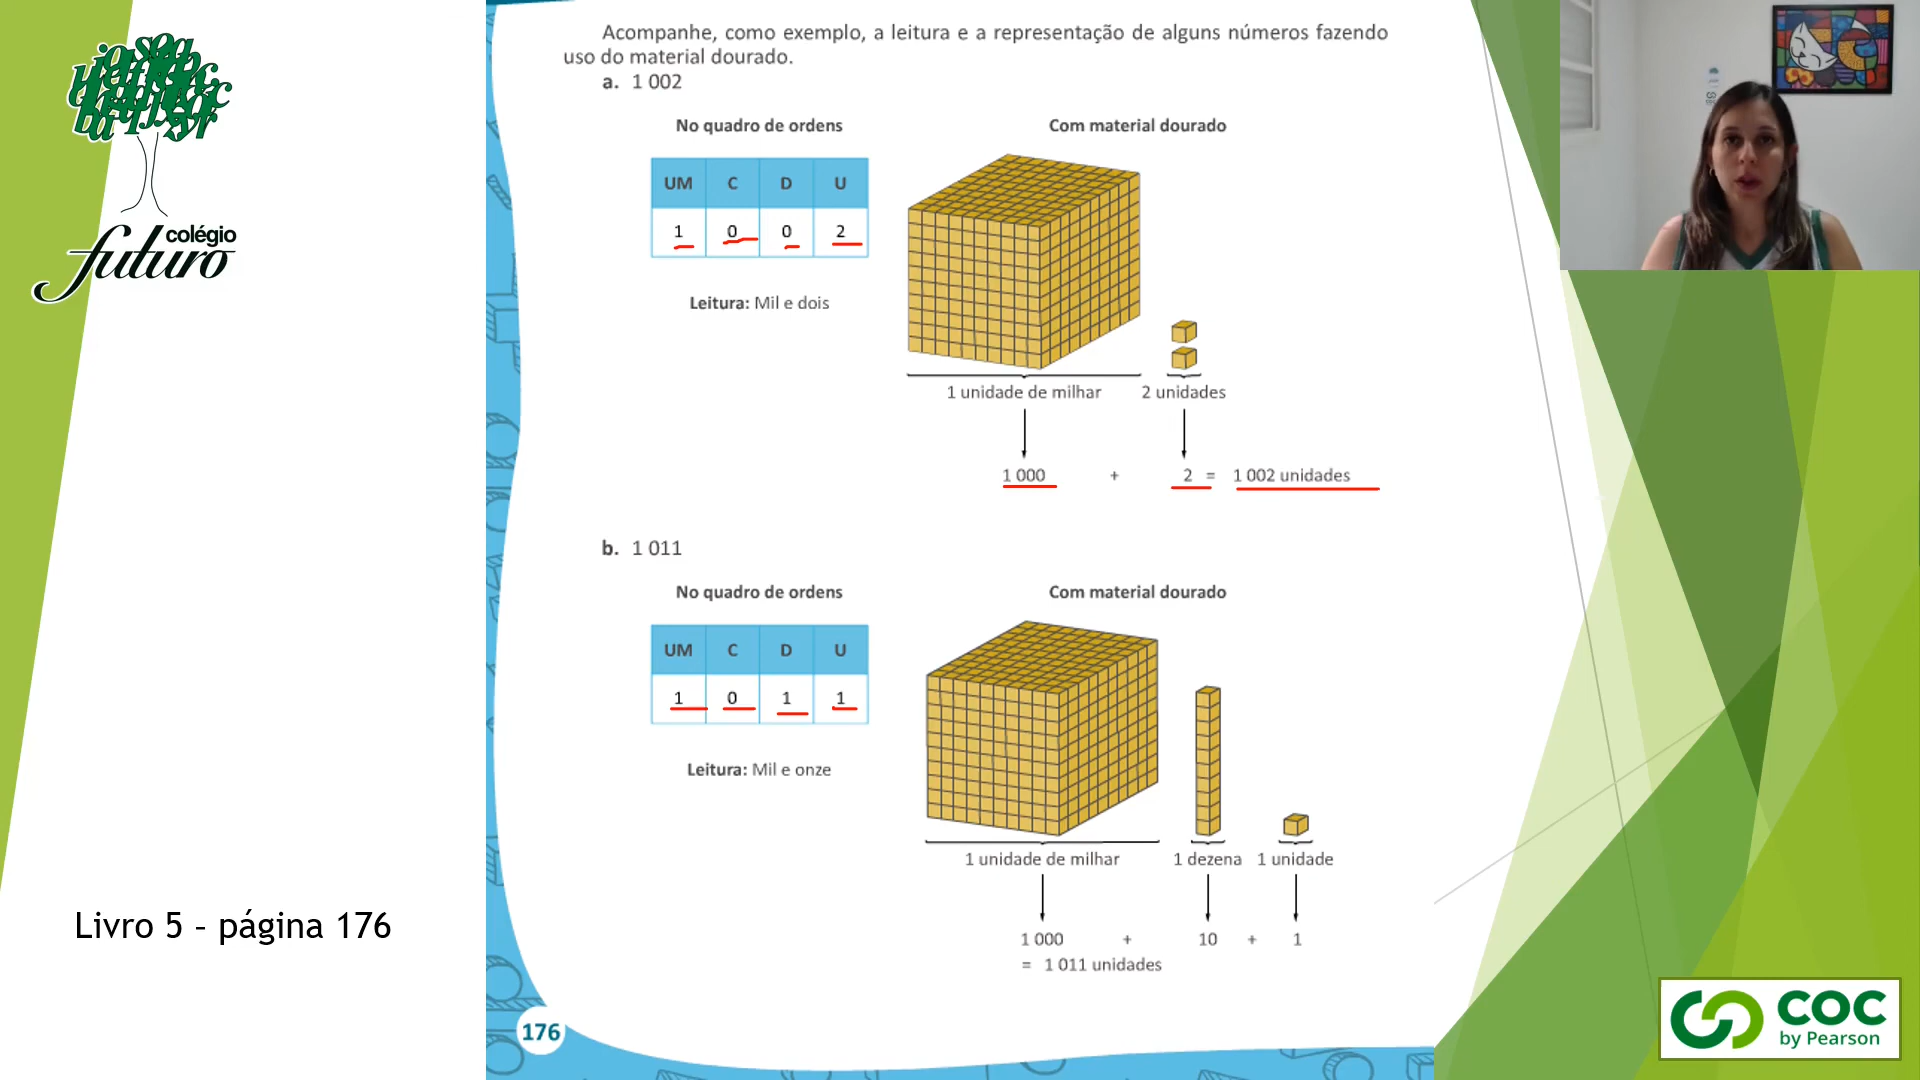 colégio
futuro
Livro 5 – página 176
Acompanhe, como exemplo, a leitura e a representação de alguns números fazendo
uso do material dourado.
a. 1 002
No quadro de ordens
UM C D U
1 0 0 2
Leitura: Mil e dois
Com material dourado
1 unidade de milhar 2 unidades
1 000 + 2 = 1 002 unidades
b. 1 011
No quadro de ordens
UM C D U
1 0 1 1
Leitura: Mil e onze
Com material dourado
1 unidade de milhar 1 dezena 1 unidade
1 000 + 10 + 1
= 1 011 unidades
176
COC
by Pearson